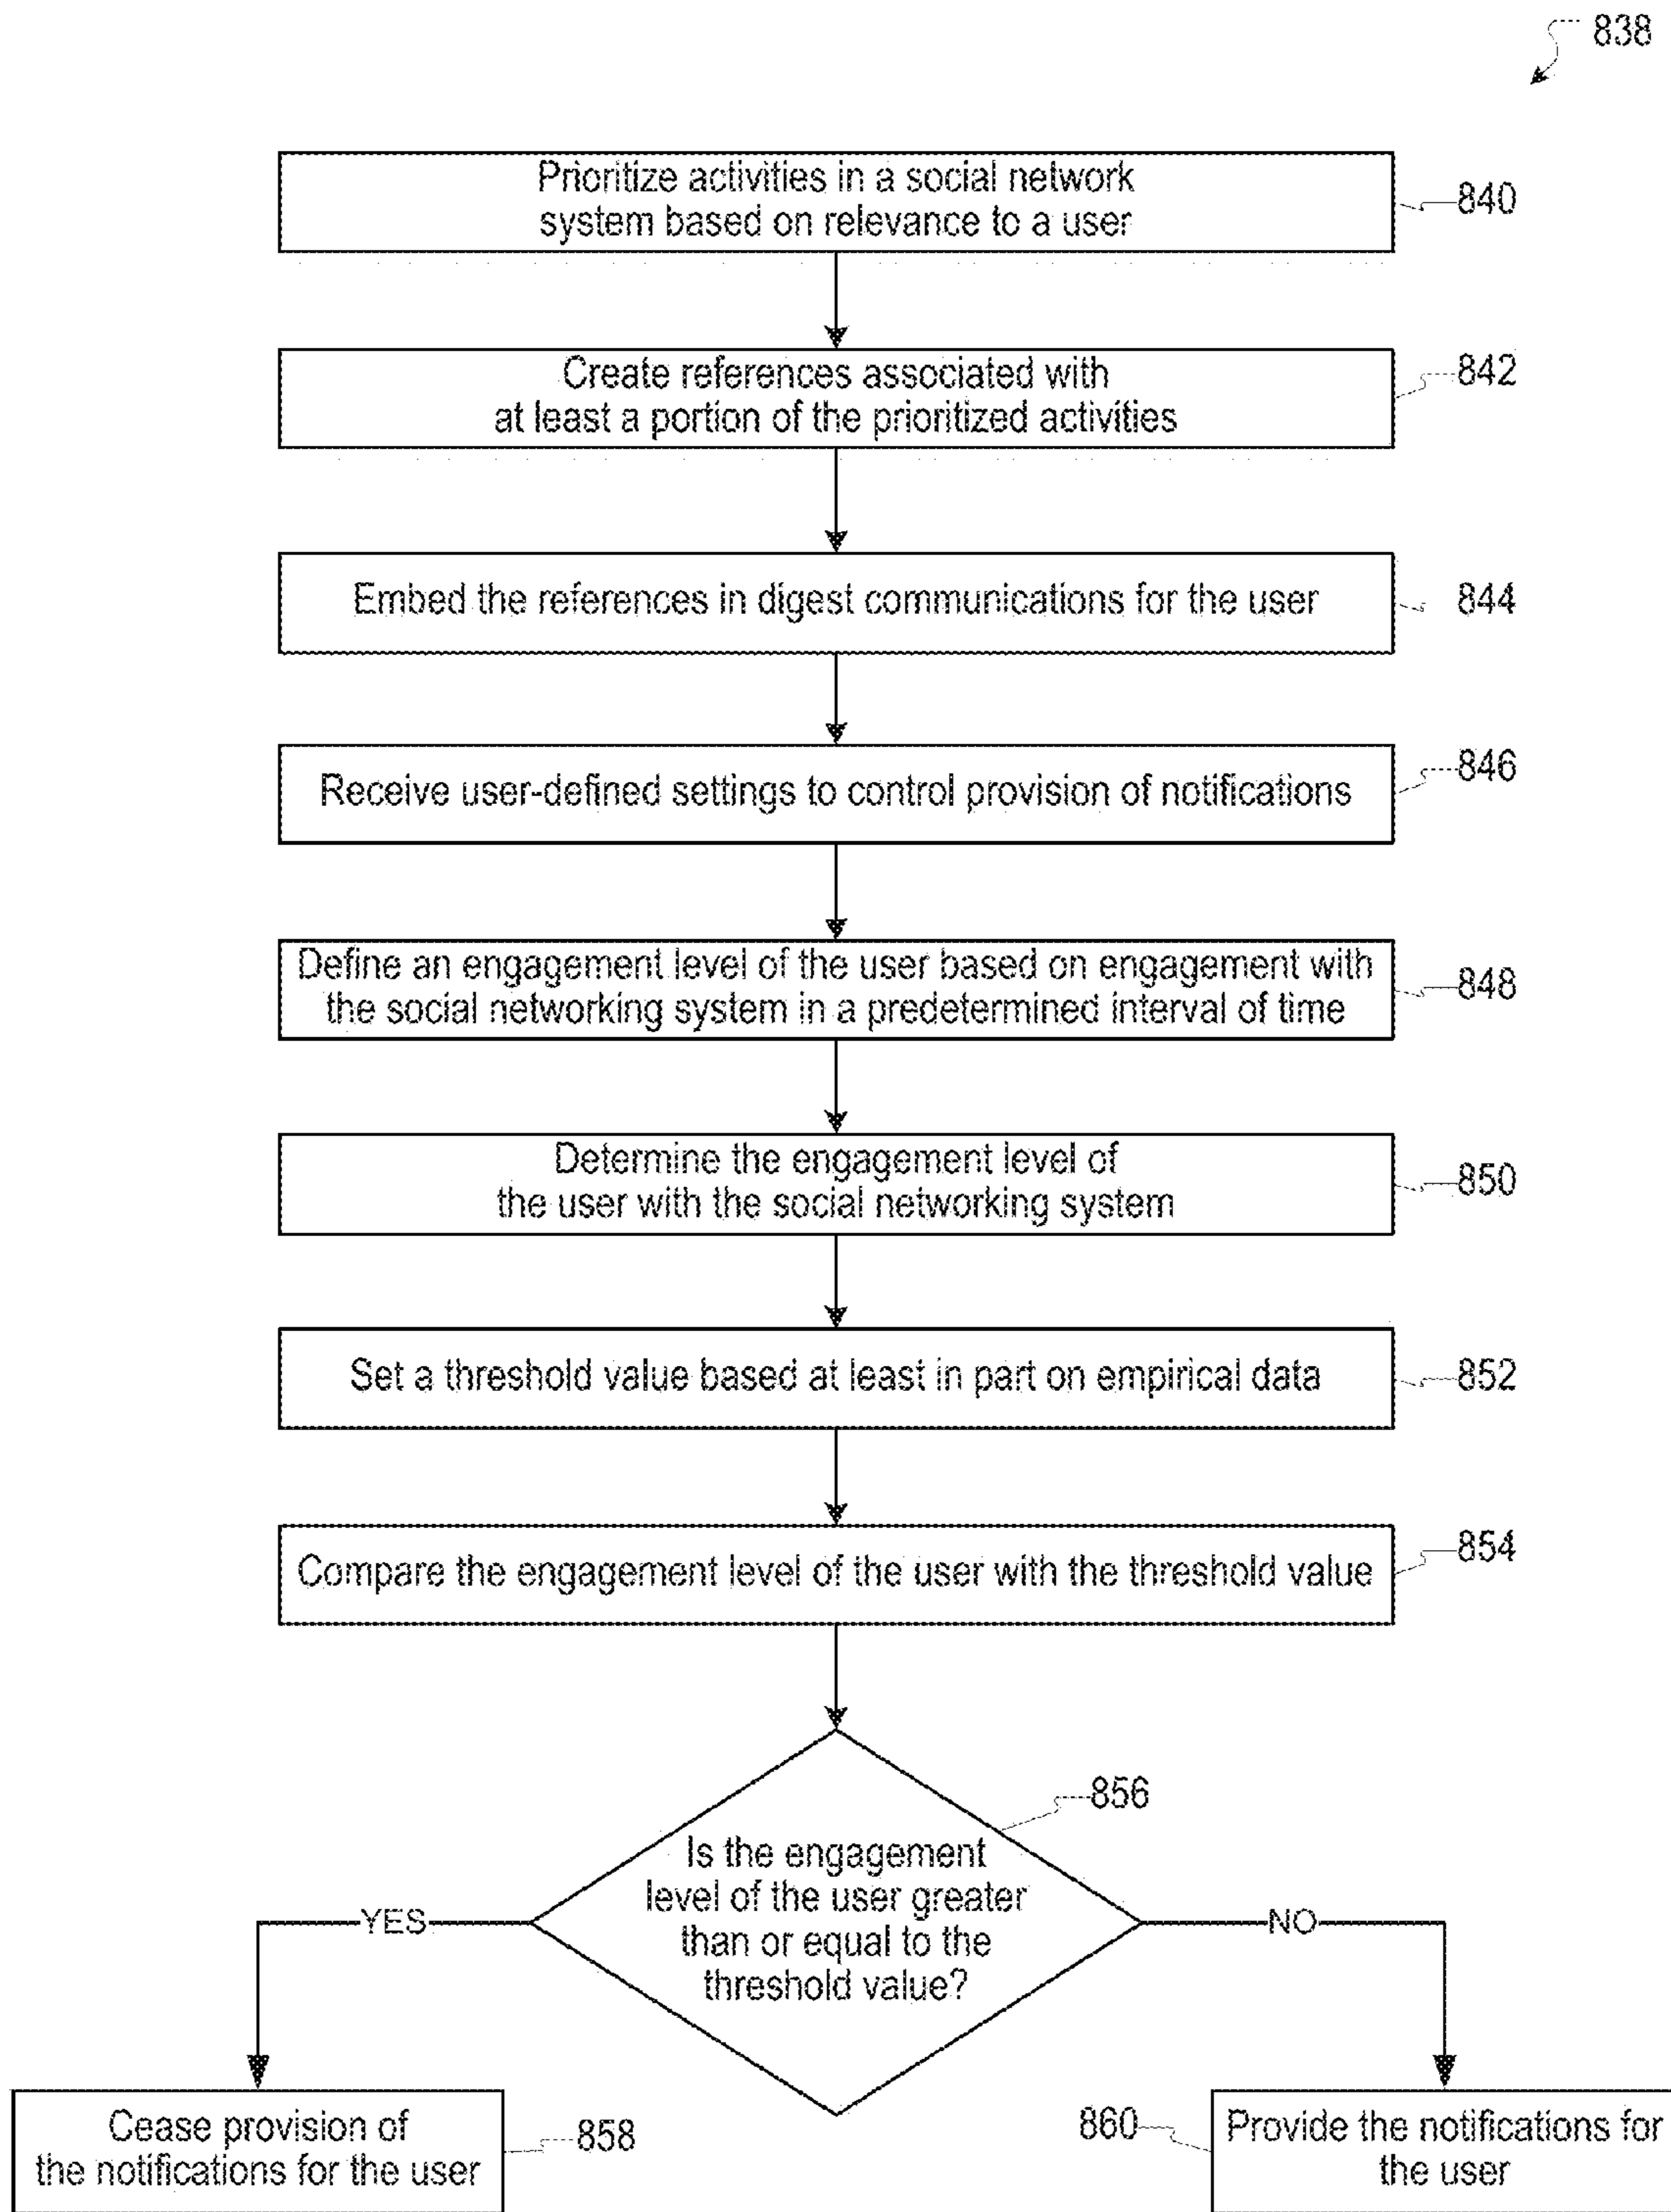 838
Prioritize activities in a social network
system based on relevance to a user
840
Create references associated with
at least a portion of the prioritized activities
842
Embed the references in digest communications for the user
844
Receive user-defined settings to control provision of notifications
846
Define an engagement level of the user based on engagement with
the social networking system in a predetermined interval of time
848
Determine the engagement level of
the user with the social networking system
850
Set a threshold value based at least in part on empirical data
852
Compare the engagement level of the user with the threshold value
854
856
Is the engagement
level of the user greater
than or equal to the
threshold value?
YES
NO
Cease provision of
the notifications for the user
858
860
Provide the notifications for
the user